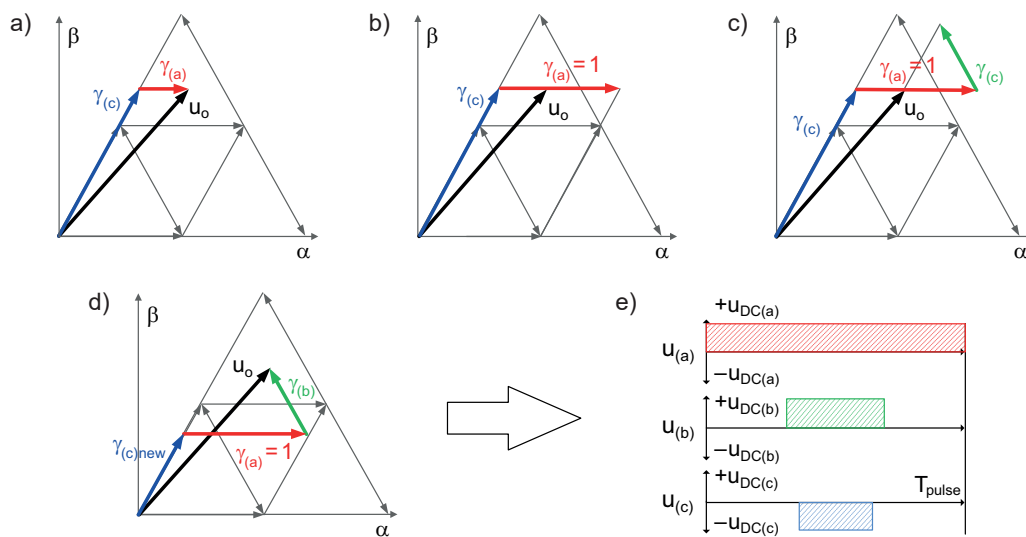 a)
β
γ(a)
γ(c)
uo
α
b)
β
γ(a) = 1
γ(c)
uo
α
c)
β
γ(a) = 1
γ(c)
γ(c)
uo
α
d)
β
uo
γ(b)
γ(c)new
γ(a) = 1
α
e)
+uDC(a)
u(a)
−uDC(a)
+uDC(b)
u(b)
−uDC(b)
+uDC(c)
Tpulse
u(c)
−uDC(c)